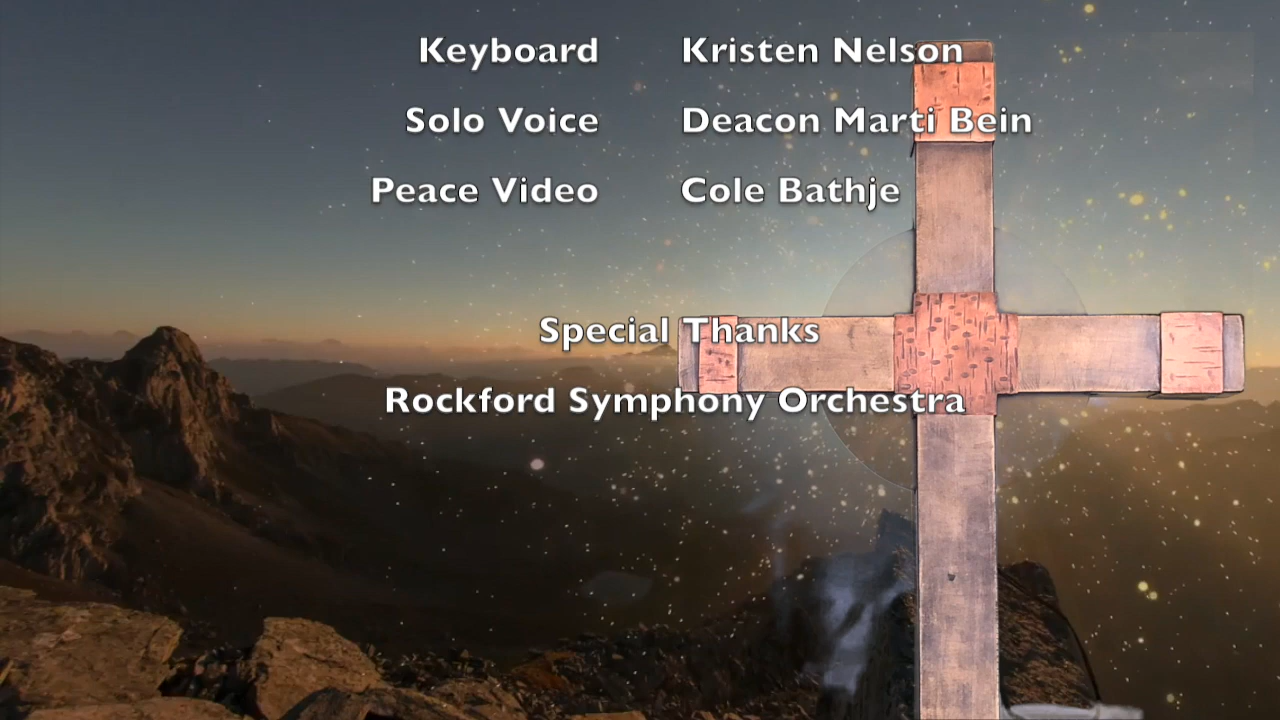 Keyboard Kristen Nelson
Solo Voice Deacon Marti Bein
Peace Video Cole Bathje
Special Thanks
Rockford Symphony Orchestra